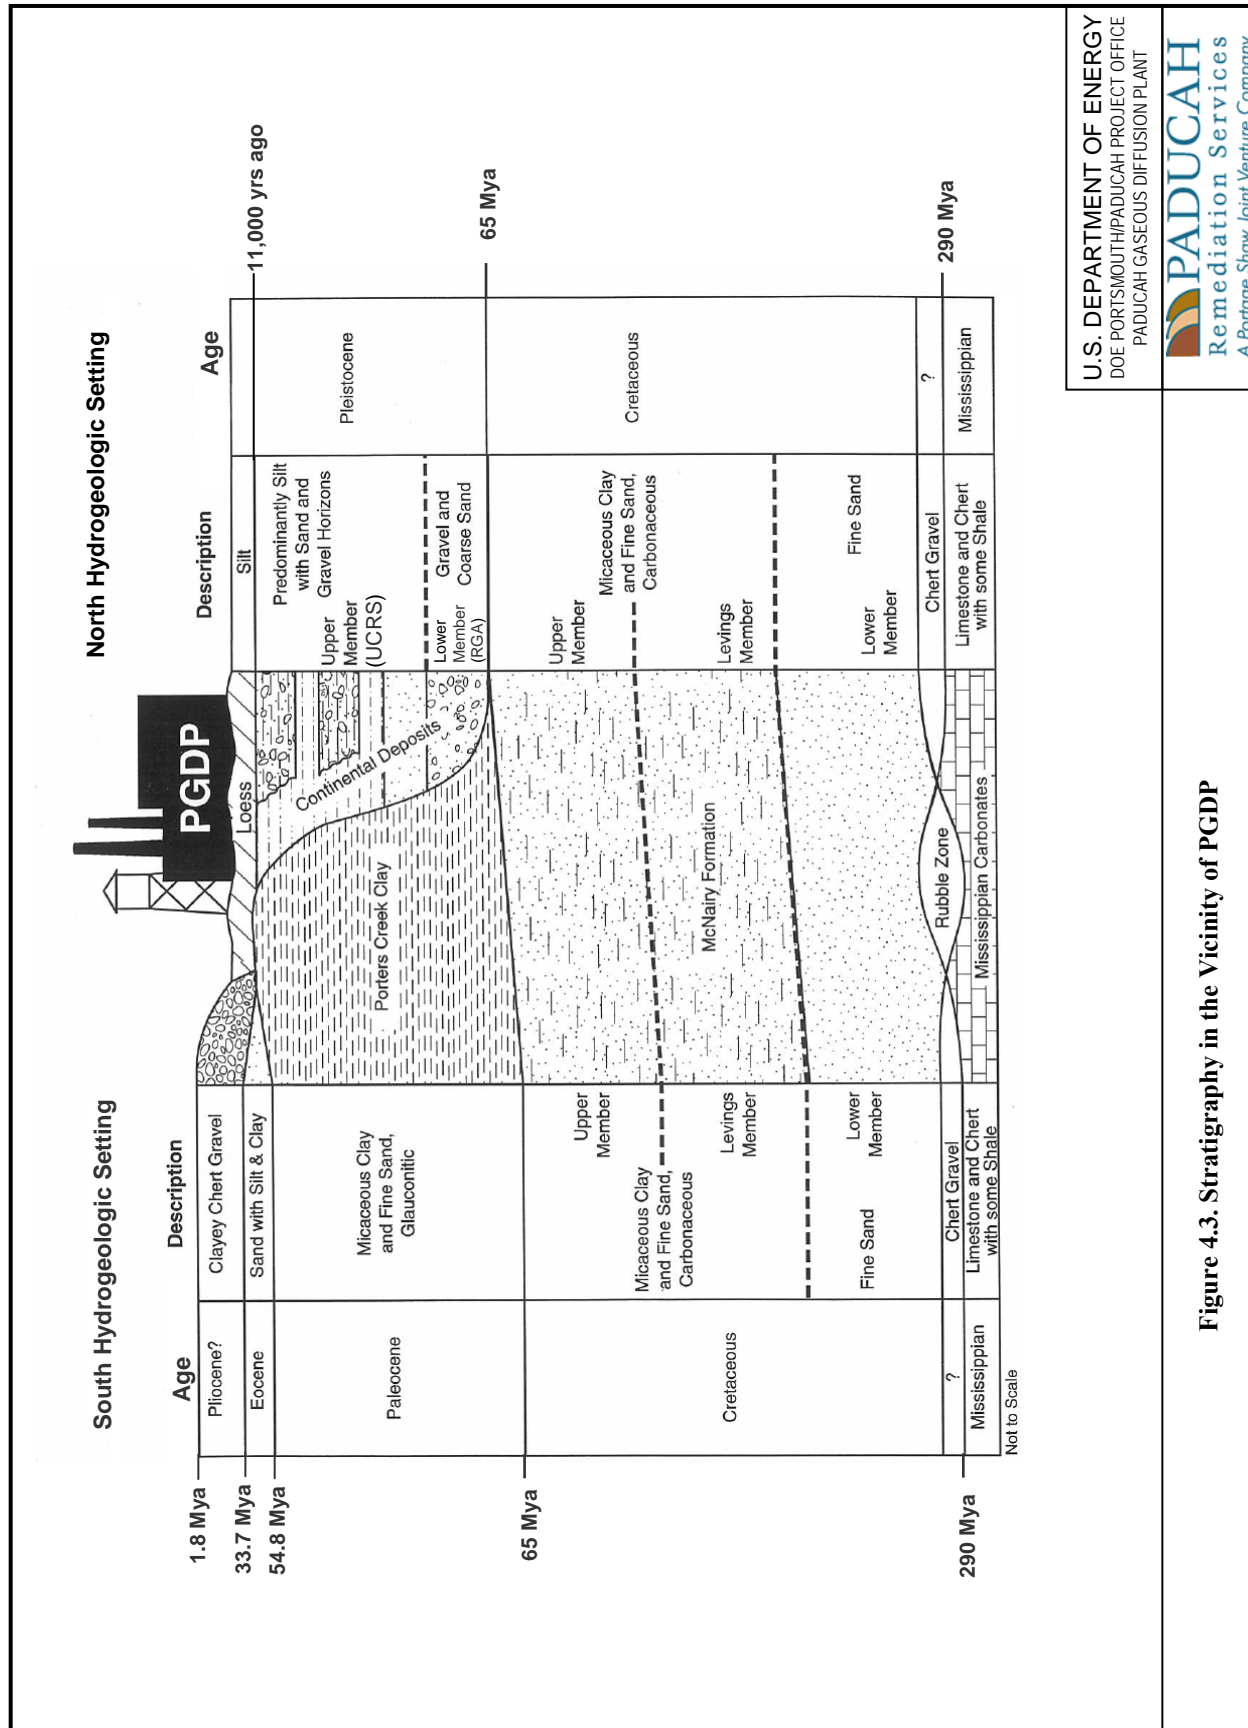 South Hydrogeologic Setting
North Hydrogeologic Setting
Age
Description
Description
Age
1.8 Mya
33.7 Mya
54.8 Mya
65 Mya
290 Mya
Pliocene?
Eocene
Paleocene
Cretaceous
?
Mississippian
Not to Scale
Clayey Chert Gravel
Sand with Silt & Clay
Micaceous Clay
and Fine Sand,
Glauconitic
Upper
Member
Micaceous Clay
and Fine Sand,
Carbonaceous
Levings
Member
Lower
Member
Fine Sand
Chert Gravel
Limestone and Chert
with some Shale
PGDP
Loess
Continental Deposits
Porters Creek Clay
McNairy Formation
Rubble Zone
Mississippian Carbonates
Silt
Predominantly Silt
with Sand and
Gravel Horizons
Upper
Member
(UCRS)
Gravel and
Coarse Sand
Lower
Member
(RGA)
Upper
Member
Micaceous Clay
and Fine Sand,
Carbonaceous
Levings
Member
Fine Sand
Lower
Member
Chert Gravel
Limestone and Chert
with some Shale
Pleistocene
Cretaceous
?
Mississippian
11,000 yrs ago
65 Mya
290 Mya
U.S. DEPARTMENT OF ENERGY
DOE PORTSMOUTH/PADUCAH PROJECT OFFICE
PADUCAH GASEOUS DIFFUSION PLANT
PADUCAH
Remediation Services
A Portage Shaw Joint Venture Company
Figure 4.3. Stratigraphy in the Vicinity of PGDP